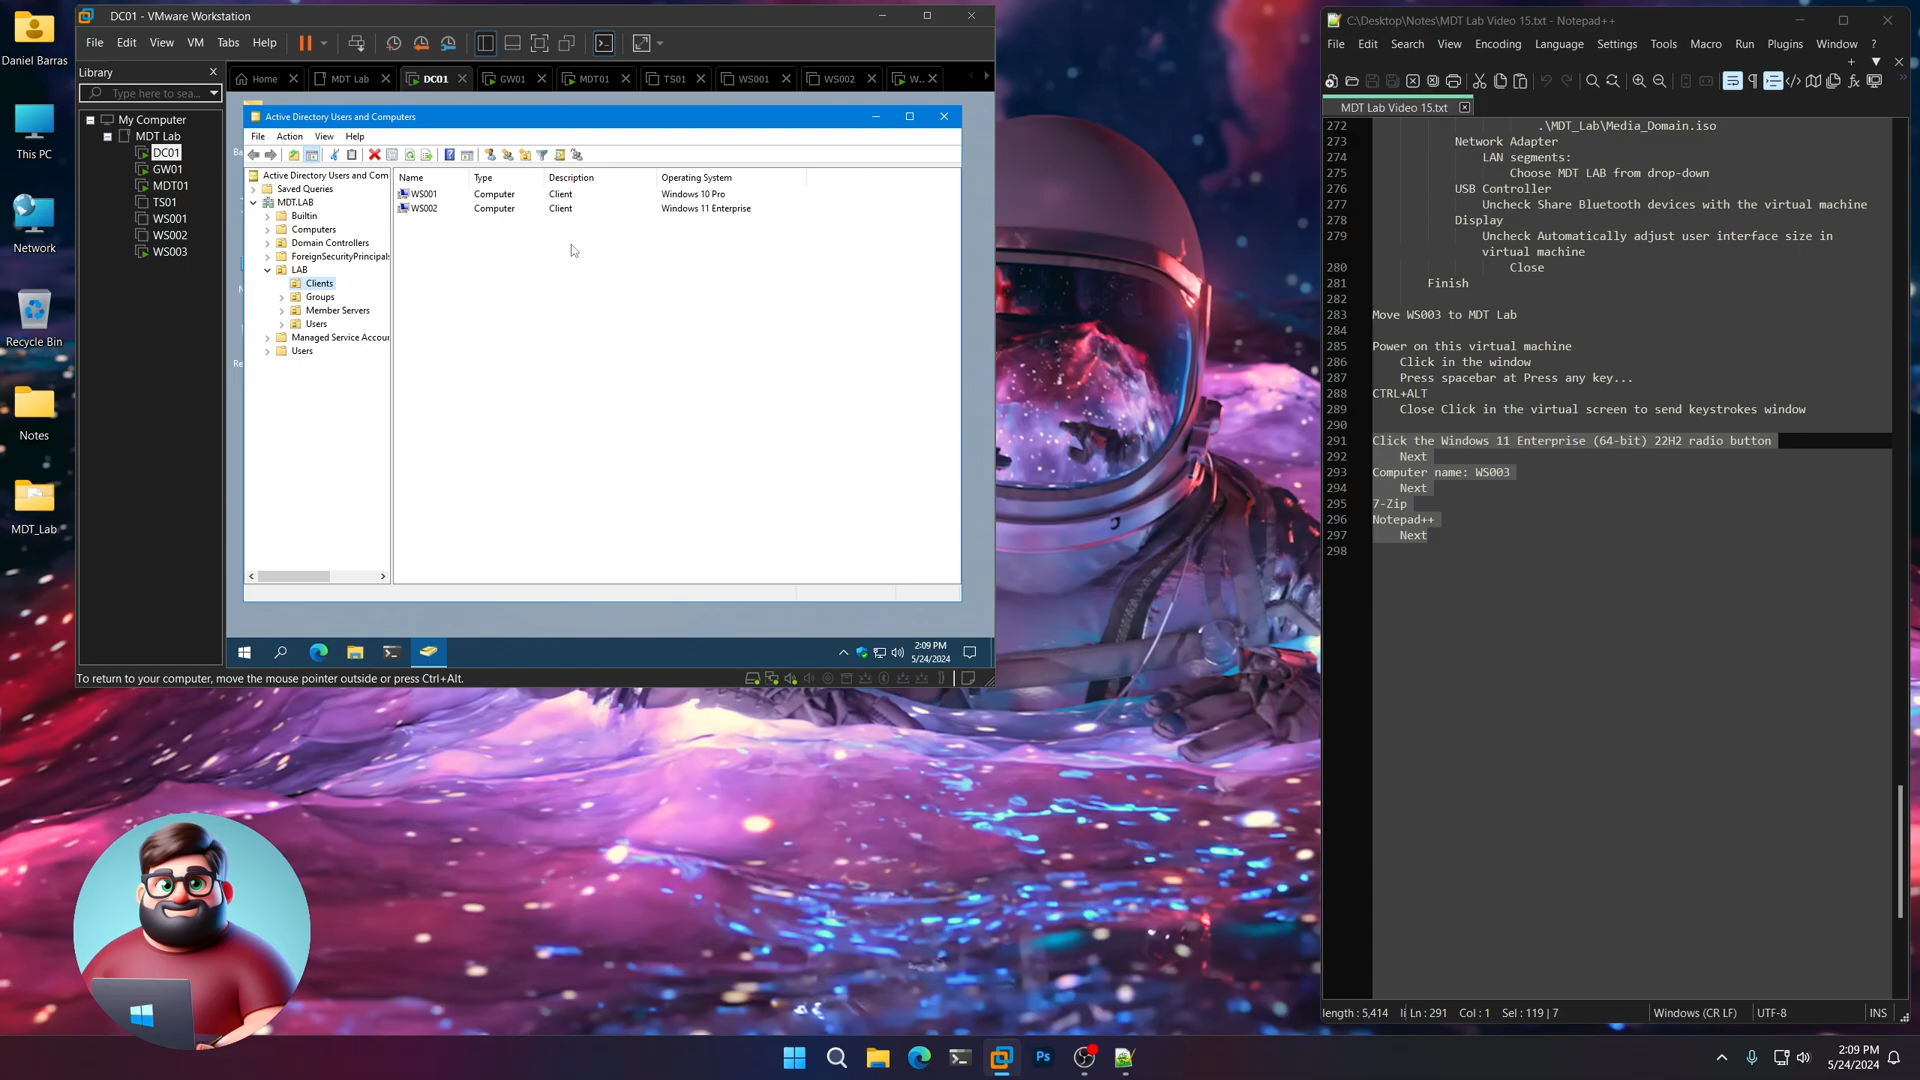 Daniel Barras
This PC
Network
Recycle Bin
Notes
MDT_Lab
DC01 - VMware Workstation
File Edit View VM Tabs Help
Library
Type here to sea...
My Computer
MDT Lab
DC01
GW01
MDT01
TS01
WS001
WS002
WS003
Home MDT Lab DC01 GW01 MDT01 TS01 WS001 WS002 W...
Active Directory Users and Computers
File Action View Help
Active Directory Users and Com
Saved Queries
MDT.LAB
Builtin
Computers
Domain Controllers
ForeignSecurityPrincipals
LAB
Clients
Groups
Member Servers
Users
Managed Service Accour
Users
Name Type Description Operating System
WS001 Computer Client Windows 10 Pro
WS002 Computer Client Windows 11 Enterprise
2:09 PM
5/24/2024
To return to your computer, move the mouse pointer outside or press Ctrl+Alt.
C:\Desktop\Notes\MDT Lab Video 15.txt - Notepad++
File Edit Search View Encoding Language Settings Tools Macro Run Plugins Window ?
MDT Lab Video 15.txt
272 .\MDT_Lab\Media_Domain.iso
273 Network Adapter
274 LAN segments:
275 Choose MDT LAB from drop-down
276 USB Controller
277 Uncheck Share Bluetooth devices with the virtual machine
278 Display
279 Uncheck Automatically adjust user interface size in
virtual machine
280 Close
281 Finish
282
283 Move WS003 to MDT Lab
284
285 Power on this virtual machine
286 Click in the window
287 Press spacebar at Press any key...
288 CTRL+ALT
289 Close Click in the virtual screen to send keystrokes window
290
291 Click the Windows 11 Enterprise (64-bit) 22H2 radio button
292 Next
293 Computer name: WS003
294 Next
295 7-Zip
296 Notepad++
297 Next
298
length : 5,414 li Ln : 291 Col : 1 Sel : 119 | 7 Windows (CR LF) UTF-8 INS
Ps
2:09 PM
5/24/2024